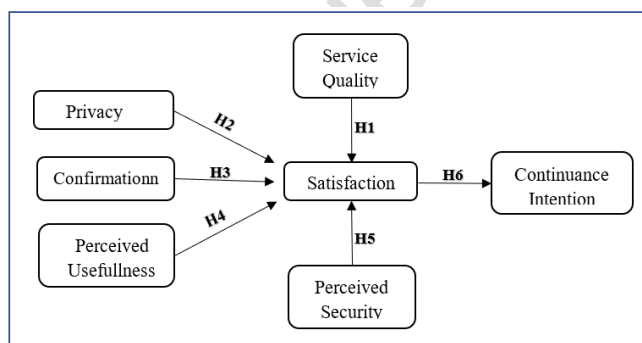 Service
Quality
Privacy
H2
H1
Confirmationn
H3
Satisfaction
H6
Continuance
Intention
H4
Perceived
Usefullness
H5
Perceived
Security